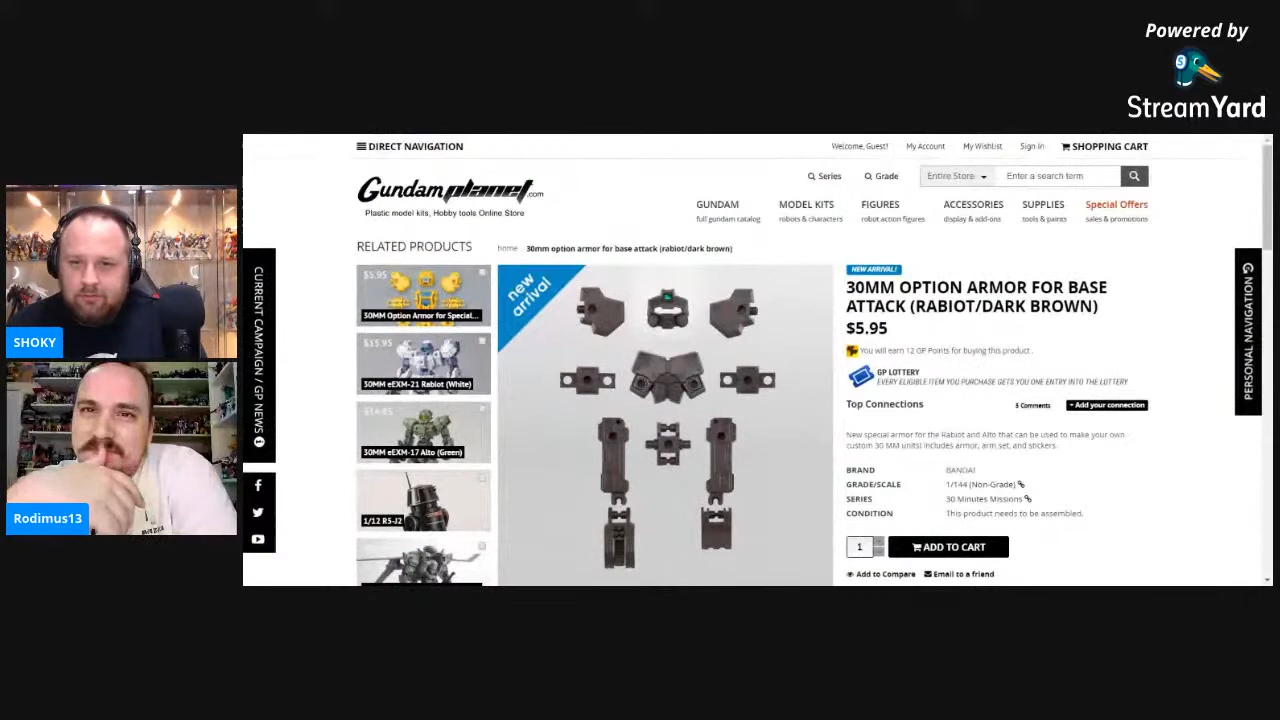 Powered by
StreamYard
DIRECT NAVIGATION
Welcome, Guest!
My Account
My Wishlist
Sign in
SHOPPING CART
Gundamplanet.com
Plastic model kits, Hobby tools Online Store
Series
Grade
Entire Store
Enter a search term
GUNDAM
full gundam catalog
MODEL KITS
robots & characters
FIGURES
robot action figures
ACCESSORIES
display & add-ons
SUPPLIES
tools & paints
Special Offers
sales & promotions
RELATED PRODUCTS
home
30mm option armor for base attack (rabiot/dark brown)
$5.95
30MM Option Armor for Special...
$15.95
30MM eEXM-21 Rabiot (White)
30MM eEXM-17 Alto (Green)
1/12 R5-J2
new arrival
NEW ARRIVAL!
30MM OPTION ARMOR FOR BASE
ATTACK (RABIOT/DARK BROWN)
$5.95
You will earn 12 GP Points for buying this product .
GP LOTTERY
EVERY ELIGIBLE ITEM YOU PURCHASE GETS YOU ONE ENTRY INTO THE LOTTERY
Top Connections
5 Comments
+ Add your connection
New special armor for the Rabiot and Alto that can be used to make your own
custom 30 MM units! Includes armor, arm set, and stickers.
BRAND
BANDAI
GRADE/SCALE
1/144 (Non-Grade)
SERIES
30 Minutes Missions
CONDITION
This product needs to be assembled.
1
ADD TO CART
Add to Compare
Email to a friend
CURRENT CAMPAIGN / GP NEWS
PERSONAL NAVIGATION
SHOKY
Rodimus13